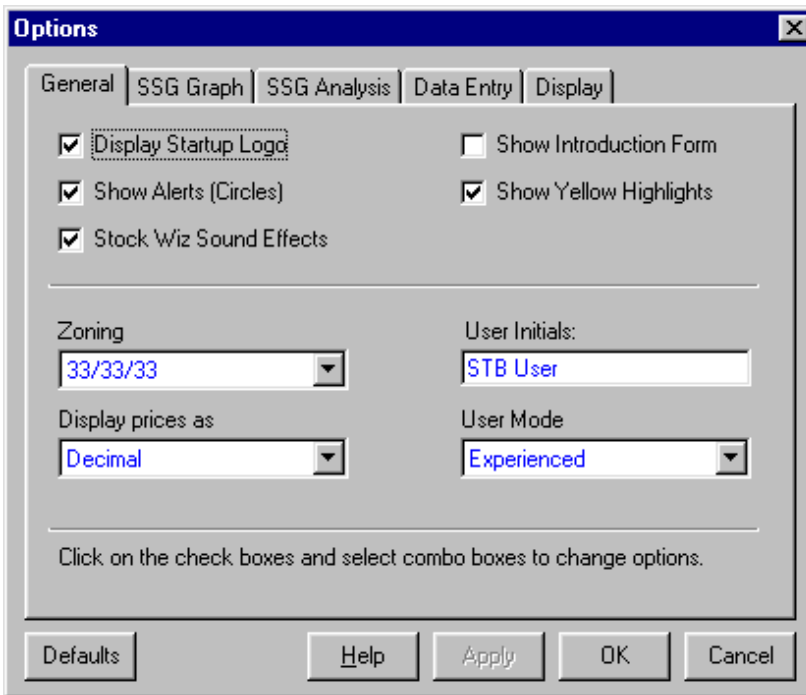 Options
General SSG Graph SSG Analysis Data Entry Display
Display Startup Logo
Show Introduction Form
Show Alerts (Circles)
Show Yellow Highlights
Stock Wiz Sound Effects
Zoning
User Initials:
33/33/33
STB User
Display prices as
User Mode
Decimal
Experienced
Click on the check boxes and select combo boxes to change options.
Defaults Help Apply OK Cancel